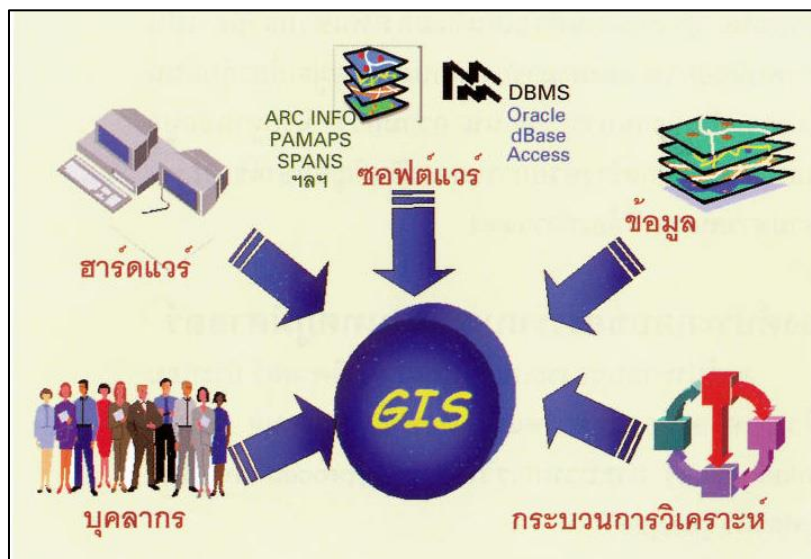 ARC INFO
PAMAPS
SPANS
ฯลฯ
DBMS
Oracle
dBase
Access
ซอฟต์แวร์
ข้อมูล
ฮาร์ดแวร์
GIS
บุคลากร
กระบวนการวิเคราะห์